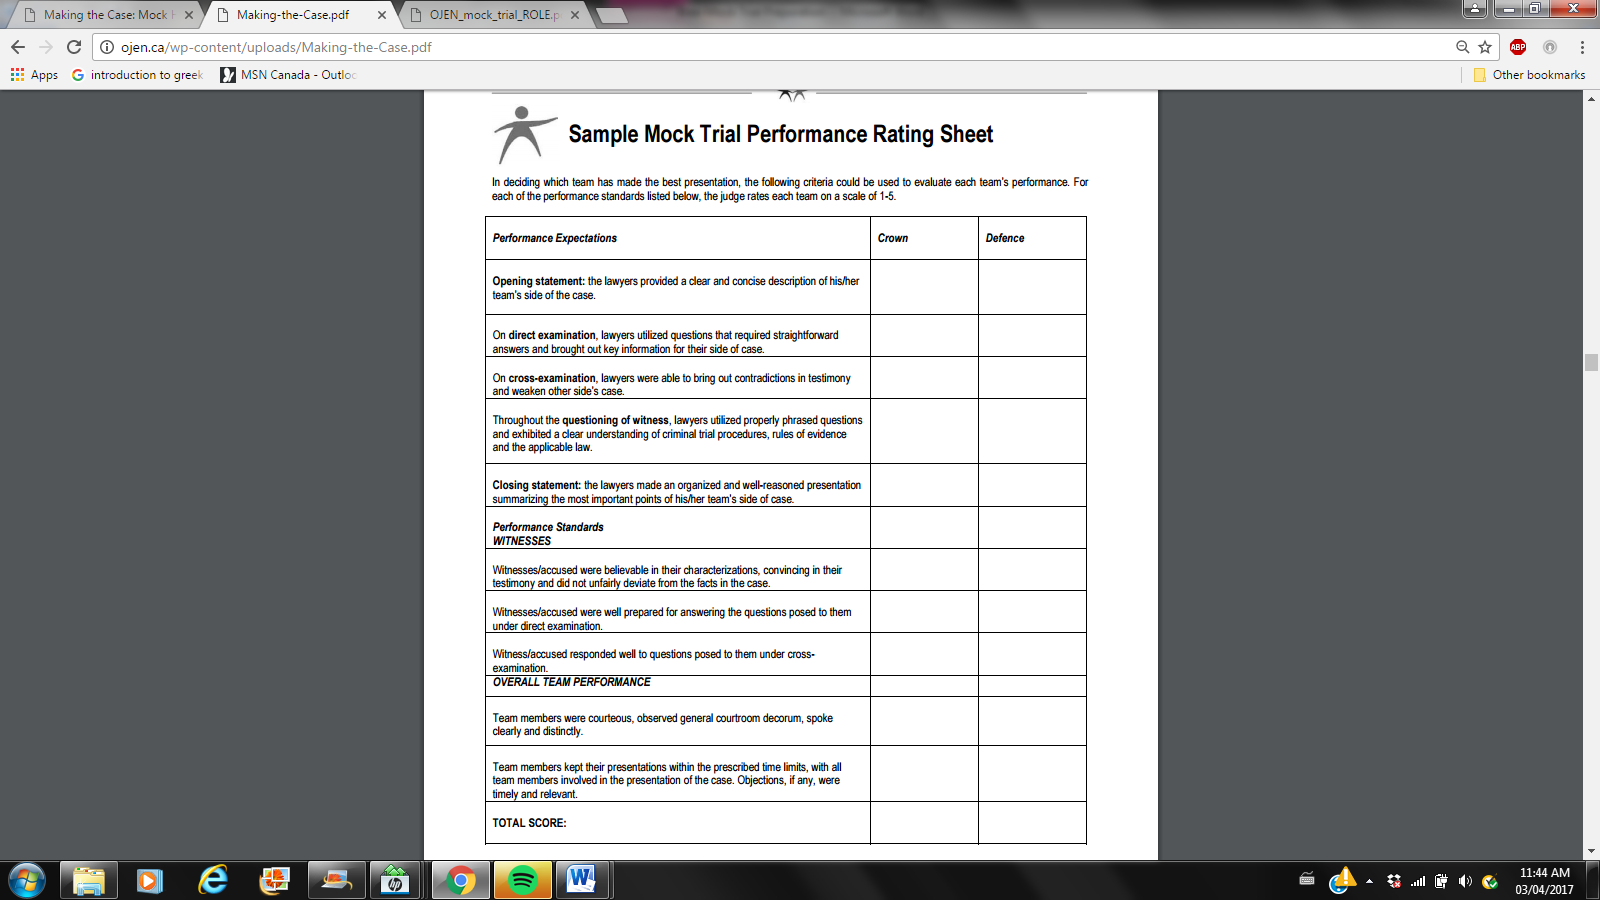 Making the Case: Mock
Making-the-Case.pdf
OJEN_mock_trial_ROLE.p
ojen.ca/wp-content/uploads/Making-the-Case.pdf
ABP
Apps
introduction to greek
MSN Canada - Outloo
Other bookmarks
Sample Mock Trial Performance Rating Sheet
In deciding which team has made the best presentation, the following criteria could be used to evaluate each team's performance. For
each of the performance standards listed below, the judge rates each team on a scale of 1-5.
Performance Expectations
Crown
Defence
Opening statement: the lawyers provided a clear and concise description of his/her
team's side of the case.
On direct examination, lawyers utilized questions that required straightforward
answers and brought out key information for their side of case.
On cross-examination, lawyers were able to bring out contradictions in testimony
and weaken other side's case.
Throughout the questioning of witness, lawyers utilized properly phrased questions
and exhibited a clear understanding of criminal trial procedures, rules of evidence
and the applicable law.
Closing statement: the lawyers made an organized and well-reasoned presentation
summarizing the most important points of his/her team's side of case.
Performance Standards
WITNESSES
Witnesses/accused were believable in their characterizations, convincing in their
testimony and did not unfairly deviate from the facts in the case.
Witnesses/accused were well prepared for answering the questions posed to them
under direct examination.
Witness/accused responded well to questions posed to them under cross-
examination.
OVERALL TEAM PERFORMANCE
Team members were courteous, observed general courtroom decorum, spoke
clearly and distinctly.
Team members kept their presentations within the prescribed time limits, with all
team members involved in the presentation of the case. Objections, if any, were
timely and relevant.
TOTAL SCORE:
hp
W
11:44 AM
03/04/2017